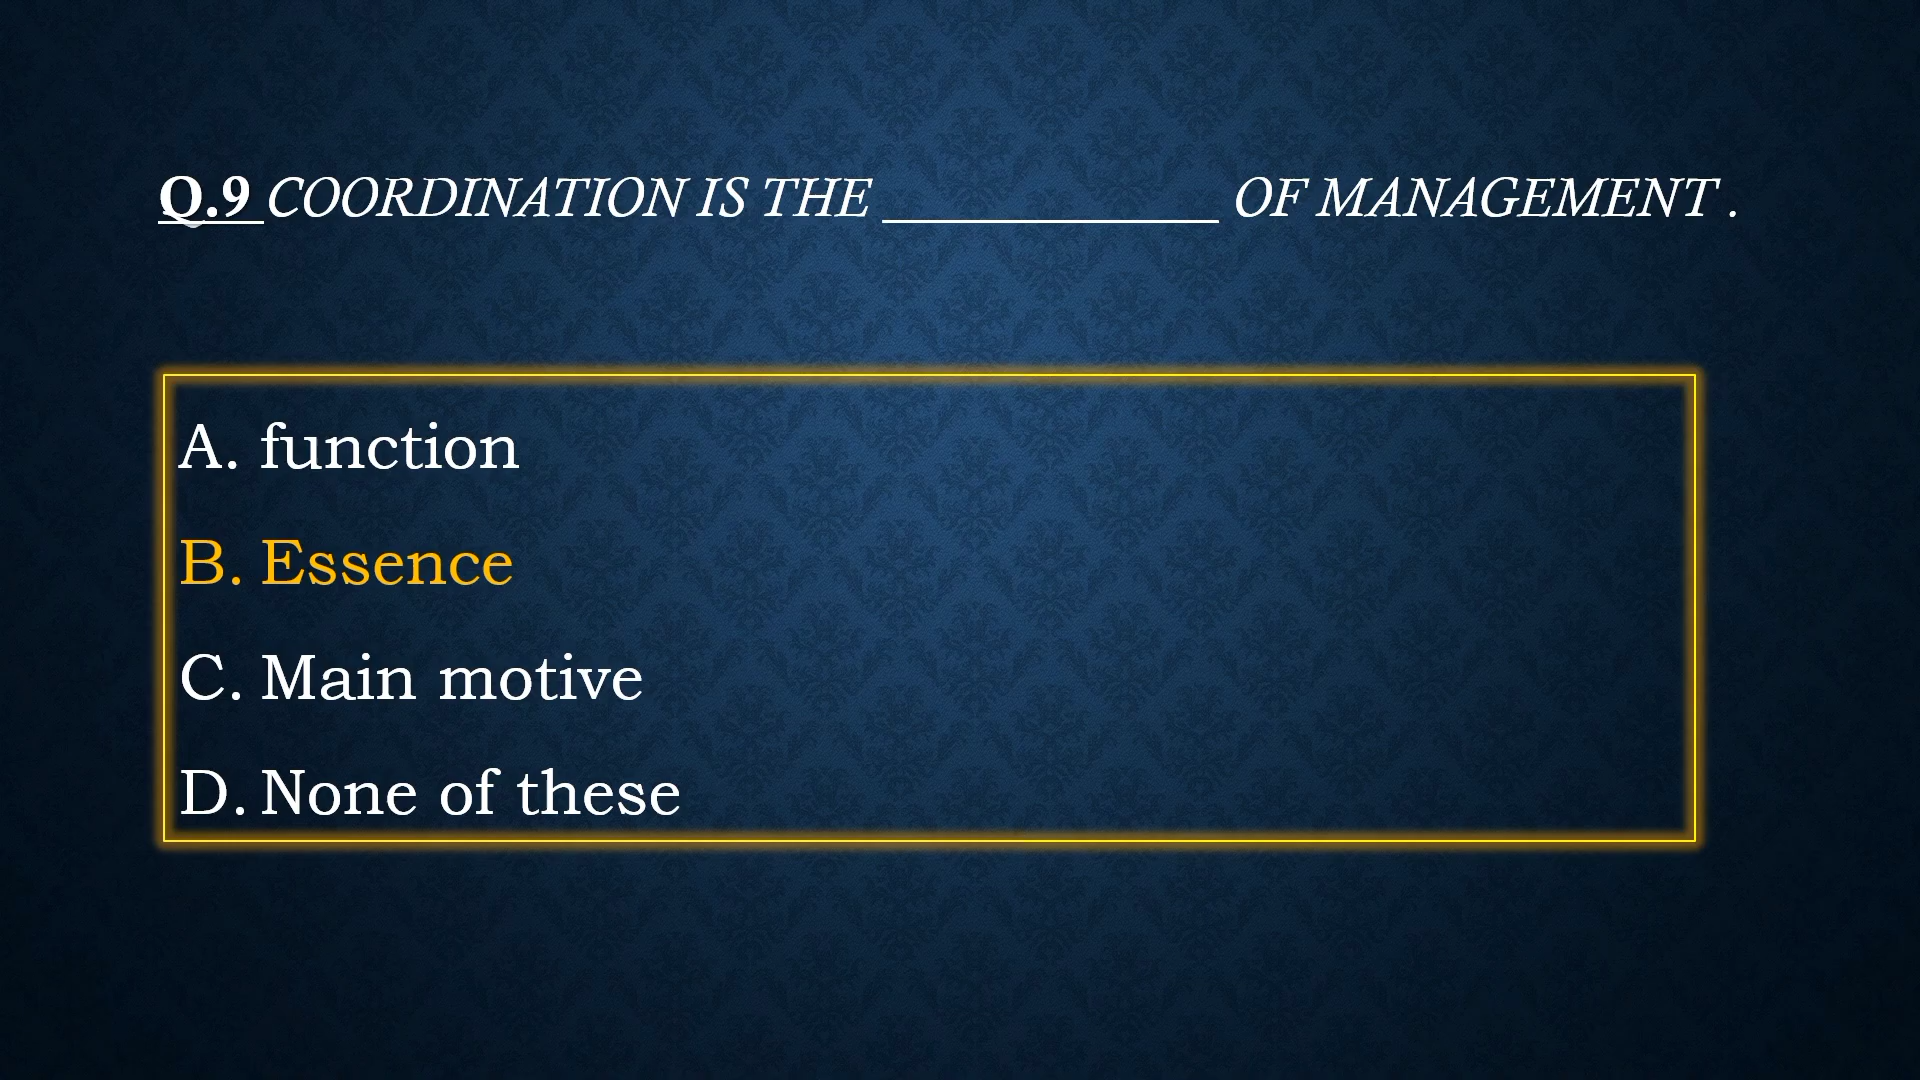 Q.9 COORDINATION IS THE ____________ OF MANAGEMENT .
A. function
B. Essence
C. Main motive
D. None of these